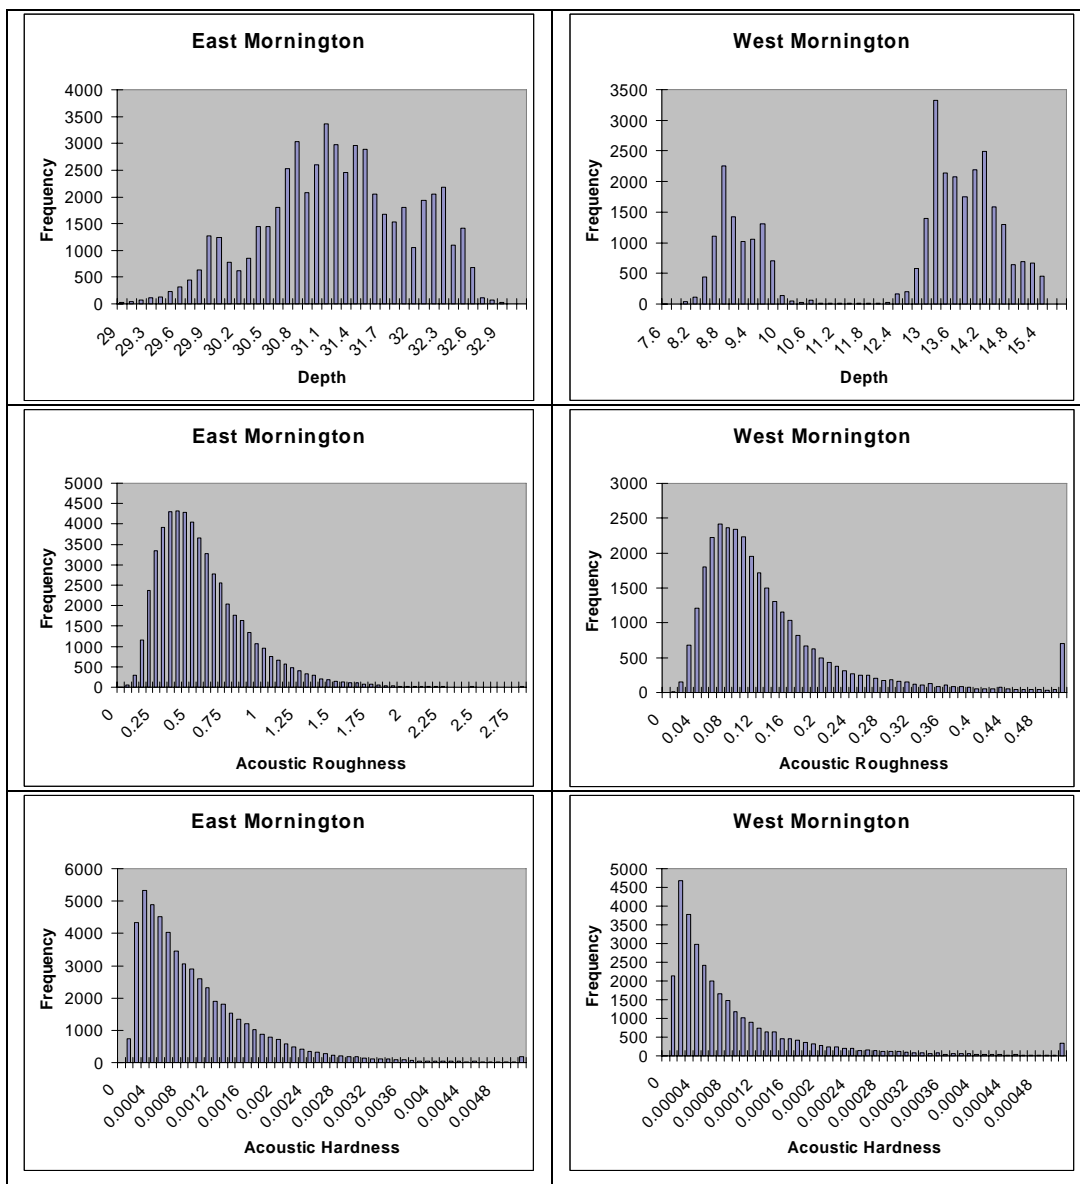 East Mornington
4000
3500
3000
2500
2000
1500
1000
500
0
Frequency
29 29.3 29.6 29.9 30.2 30.5 30.8 31.1 31.4 31.7 32 32.3 32.6 32.9
Depth
West Mornington
3500
3000
2500
2000
1500
1000
500
0
Frequency
7.6 8.2 8.8 9.4 10 10.6 11.2 11.8 12.4 13 13.6 14.2 14.8 15.4
Depth
East Mornington
5000
4500
4000
3500
3000
2500
2000
1500
1000
500
0
Frequency
0 0.25 0.5 0.75 1 1.25 1.5 1.75 2 2.25 2.5 2.75
Acoustic Roughness
West Mornington
3000
2500
2000
1500
1000
500
0
Frequency
0 0.04 0.08 0.12 0.16 0.2 0.24 0.28 0.32 0.36 0.4 0.44 0.48
Acoustic Roughness
East Mornington
6000
5000
4000
3000
2000
1000
0
Frequency
0 0.0004 0.0008 0.0012 0.0016 0.002 0.0024 0.0028 0.0032 0.0036 0.004 0.0044 0.0048
Acoustic Hardness
West Mornington
5000
4500
4000
3500
3000
2500
2000
1500
1000
500
0
Frequency
0 0.00004 0.00008 0.00012 0.00016 0.0002 0.00024 0.00028 0.00032 0.00036 0.0004 0.00044 0.00048
Acoustic Hardness